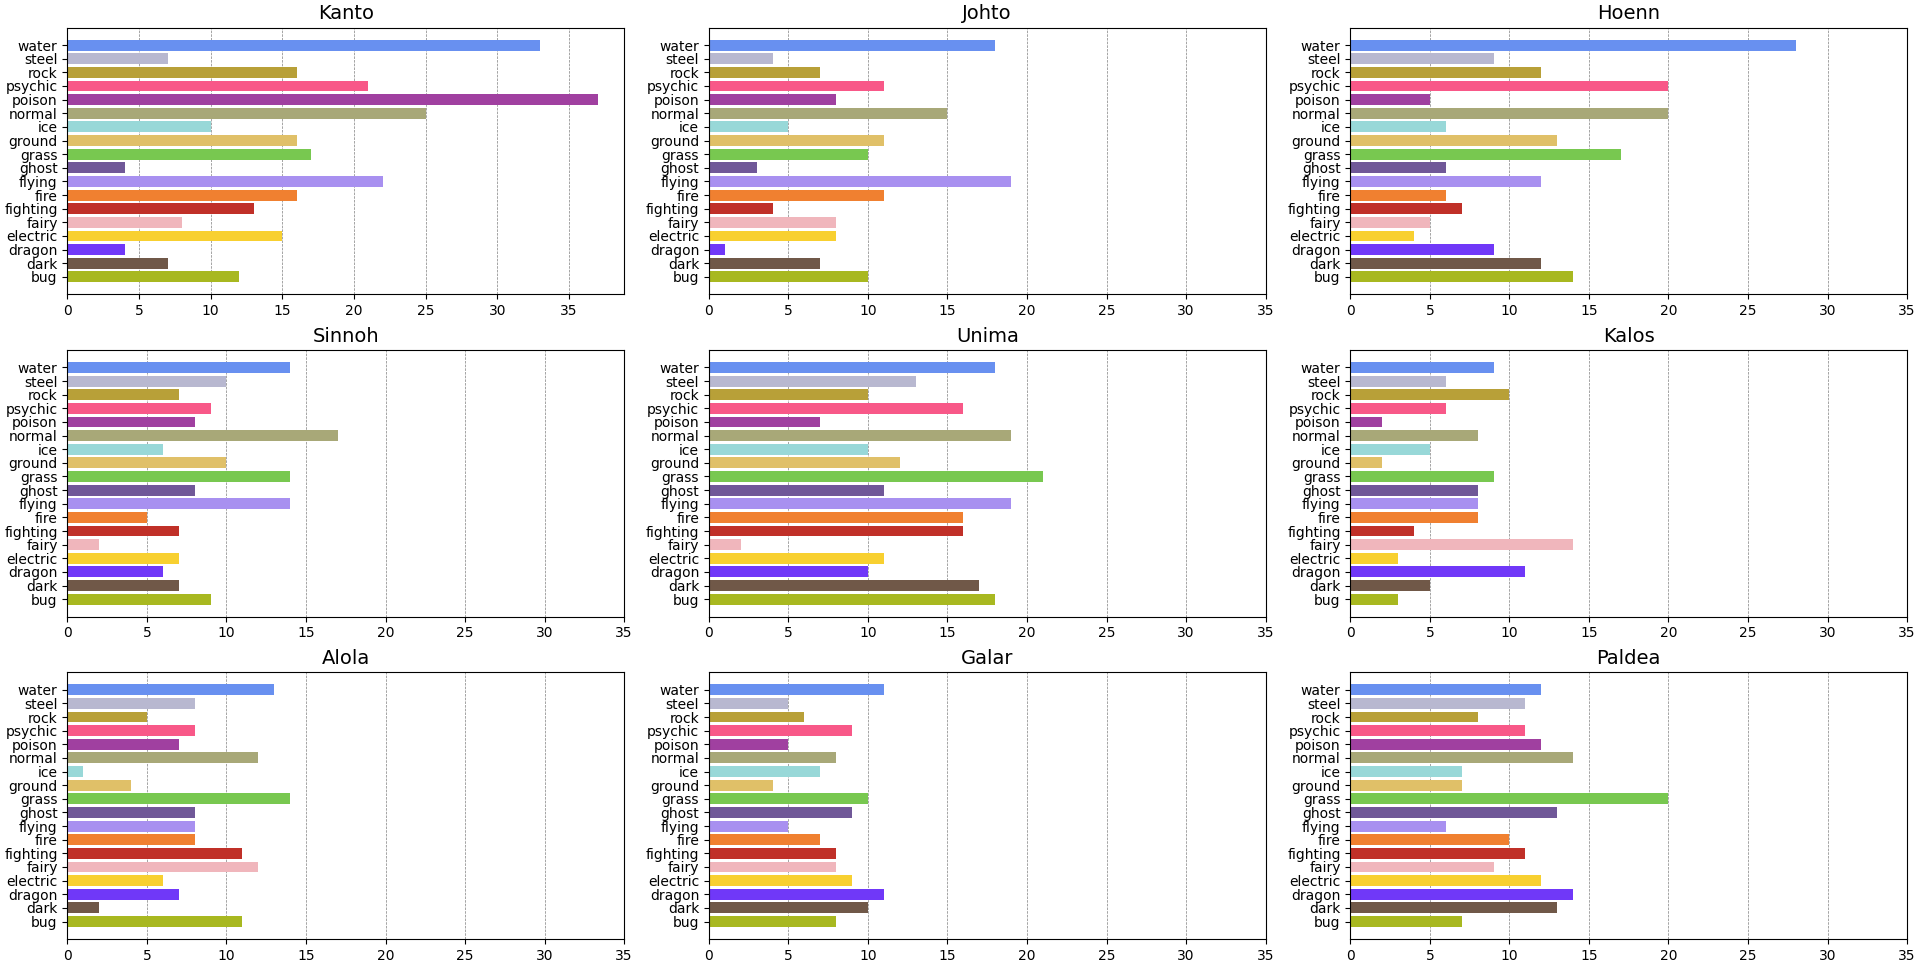 Kanto
water
steel
rock
psychic
poison
normal
ice
ground
grass
ghost
flying
fire
fighting
fairy
electric
dragon
dark
bug
0 5 10 15 20 25 30 35
Johto
water
steel
rock
psychic
poison
normal
ice
ground
grass
ghost
flying
fire
fighting
fairy
electric
dragon
dark
bug
0 5 10 15 20 25 30 35
Hoenn
water
steel
rock
psychic
poison
normal
ice
ground
grass
ghost
flying
fire
fighting
fairy
electric
dragon
dark
bug
0 5 10 15 20 25 30 35
Sinnoh
water
steel
rock
psychic
poison
normal
ice
ground
grass
ghost
flying
fire
fighting
fairy
electric
dragon
dark
bug
0 5 10 15 20 25 30 35
Unima
water
steel
rock
psychic
poison
normal
ice
ground
grass
ghost
flying
fire
fighting
fairy
electric
dragon
dark
bug
0 5 10 15 20 25 30 35
Kalos
water
steel
rock
psychic
poison
normal
ice
ground
grass
ghost
flying
fire
fighting
fairy
electric
dragon
dark
bug
0 5 10 15 20 25 30 35
Alola
water
steel
rock
psychic
poison
normal
ice
ground
grass
ghost
flying
fire
fighting
fairy
electric
dragon
dark
bug
0 5 10 15 20 25 30 35
Galar
water
steel
rock
psychic
poison
normal
ice
ground
grass
ghost
flying
fire
fighting
fairy
electric
dragon
dark
bug
0 5 10 15 20 25 30 35
Paldea
water
steel
rock
psychic
poison
normal
ice
ground
grass
ghost
flying
fire
fighting
fairy
electric
dragon
dark
bug
0 5 10 15 20 25 30 35